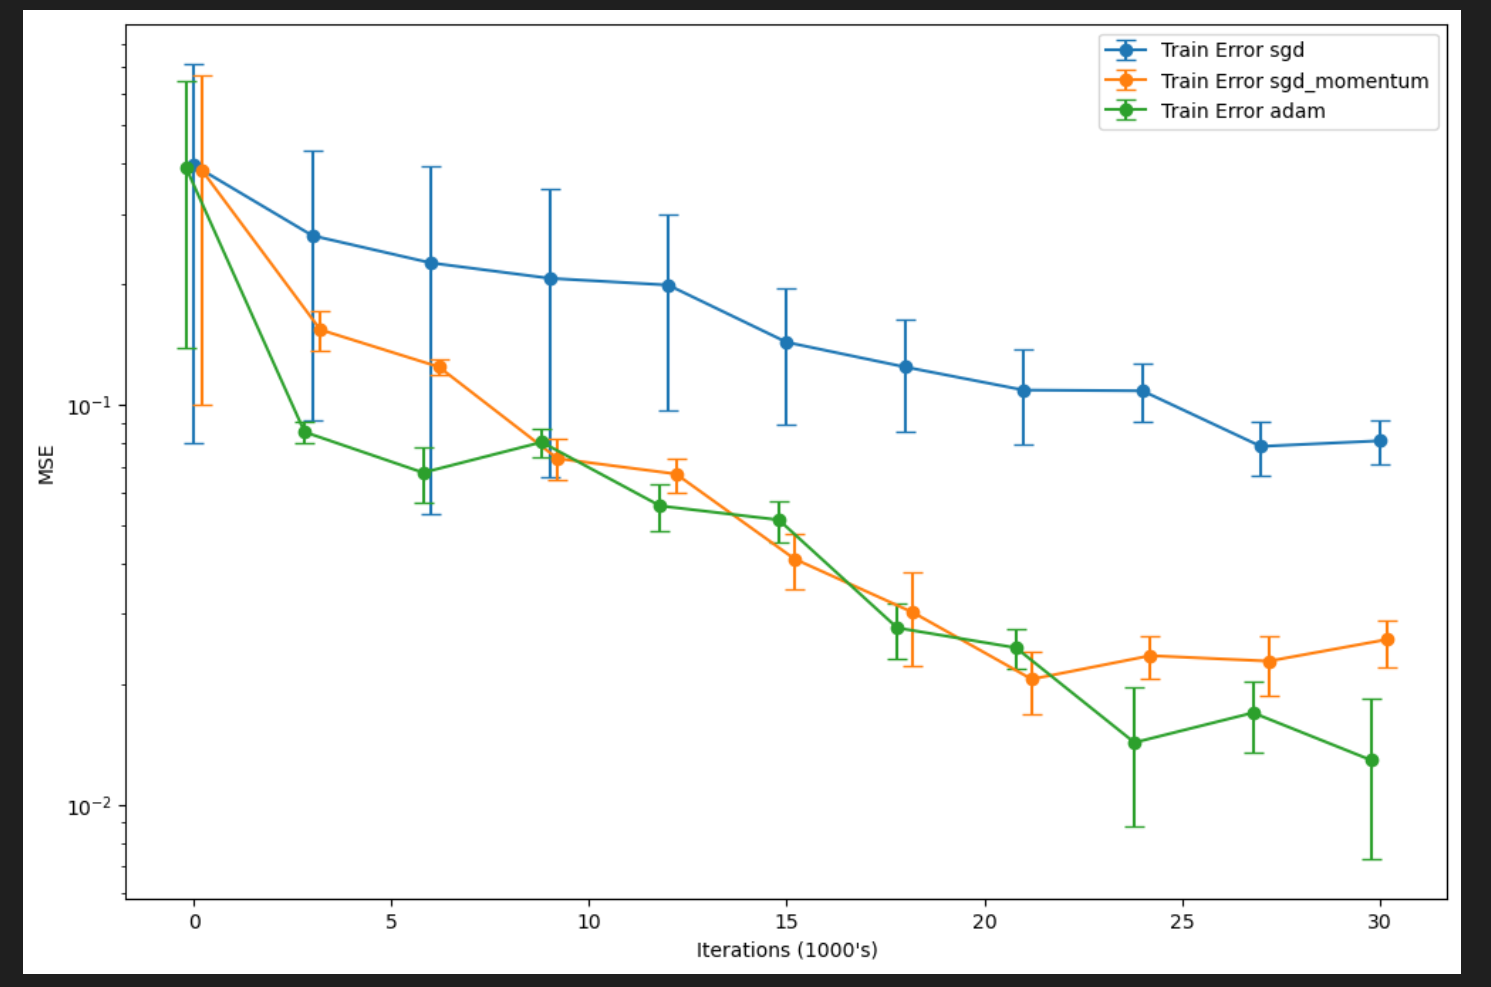 Train Error sgd
Train Error sgd_momentum
Train Error adam
MSE
10⁻¹
10⁻²
0 5 10 15 20 25 30
Iterations (1000's)